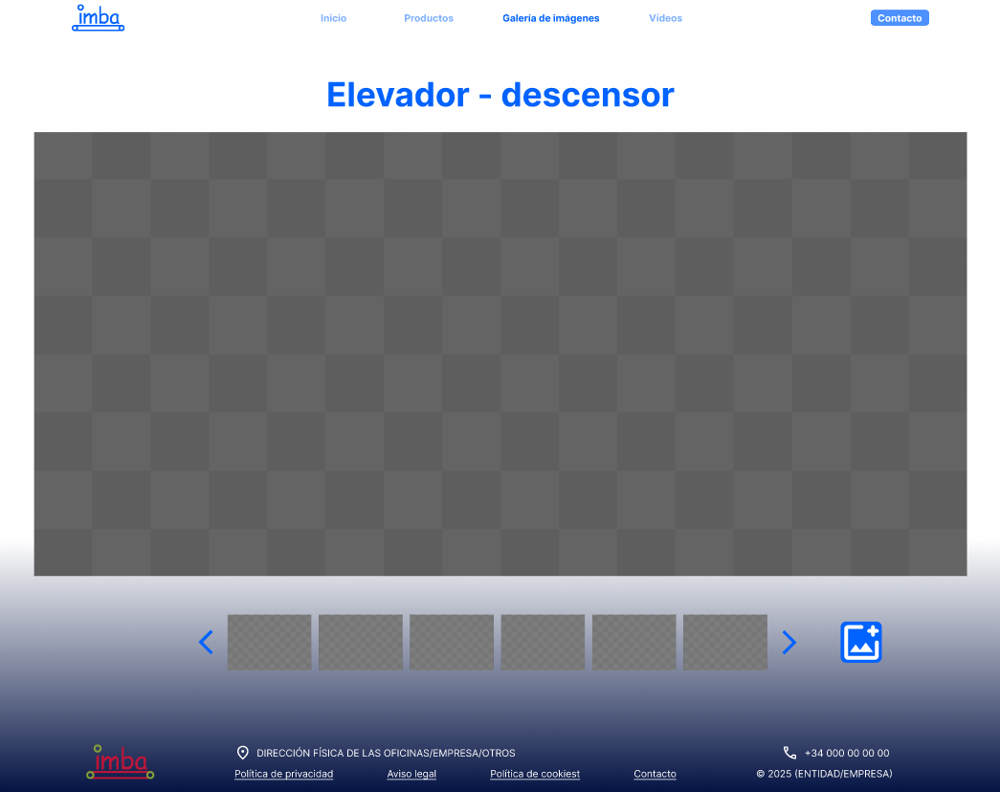 imba
Inicio
Productos
Galería de imágenes
Vídeos
Contacto
Elevador - descensor
imba
DIRECCIÓN FÍSICA DE LAS OFICINAS/EMPRESA/OTROS
+34 000 00 00 00
Política de privacidad
Aviso legal
Política de cookiest
Contacto
© 2025 (ENTIDAD/EMPRESA)